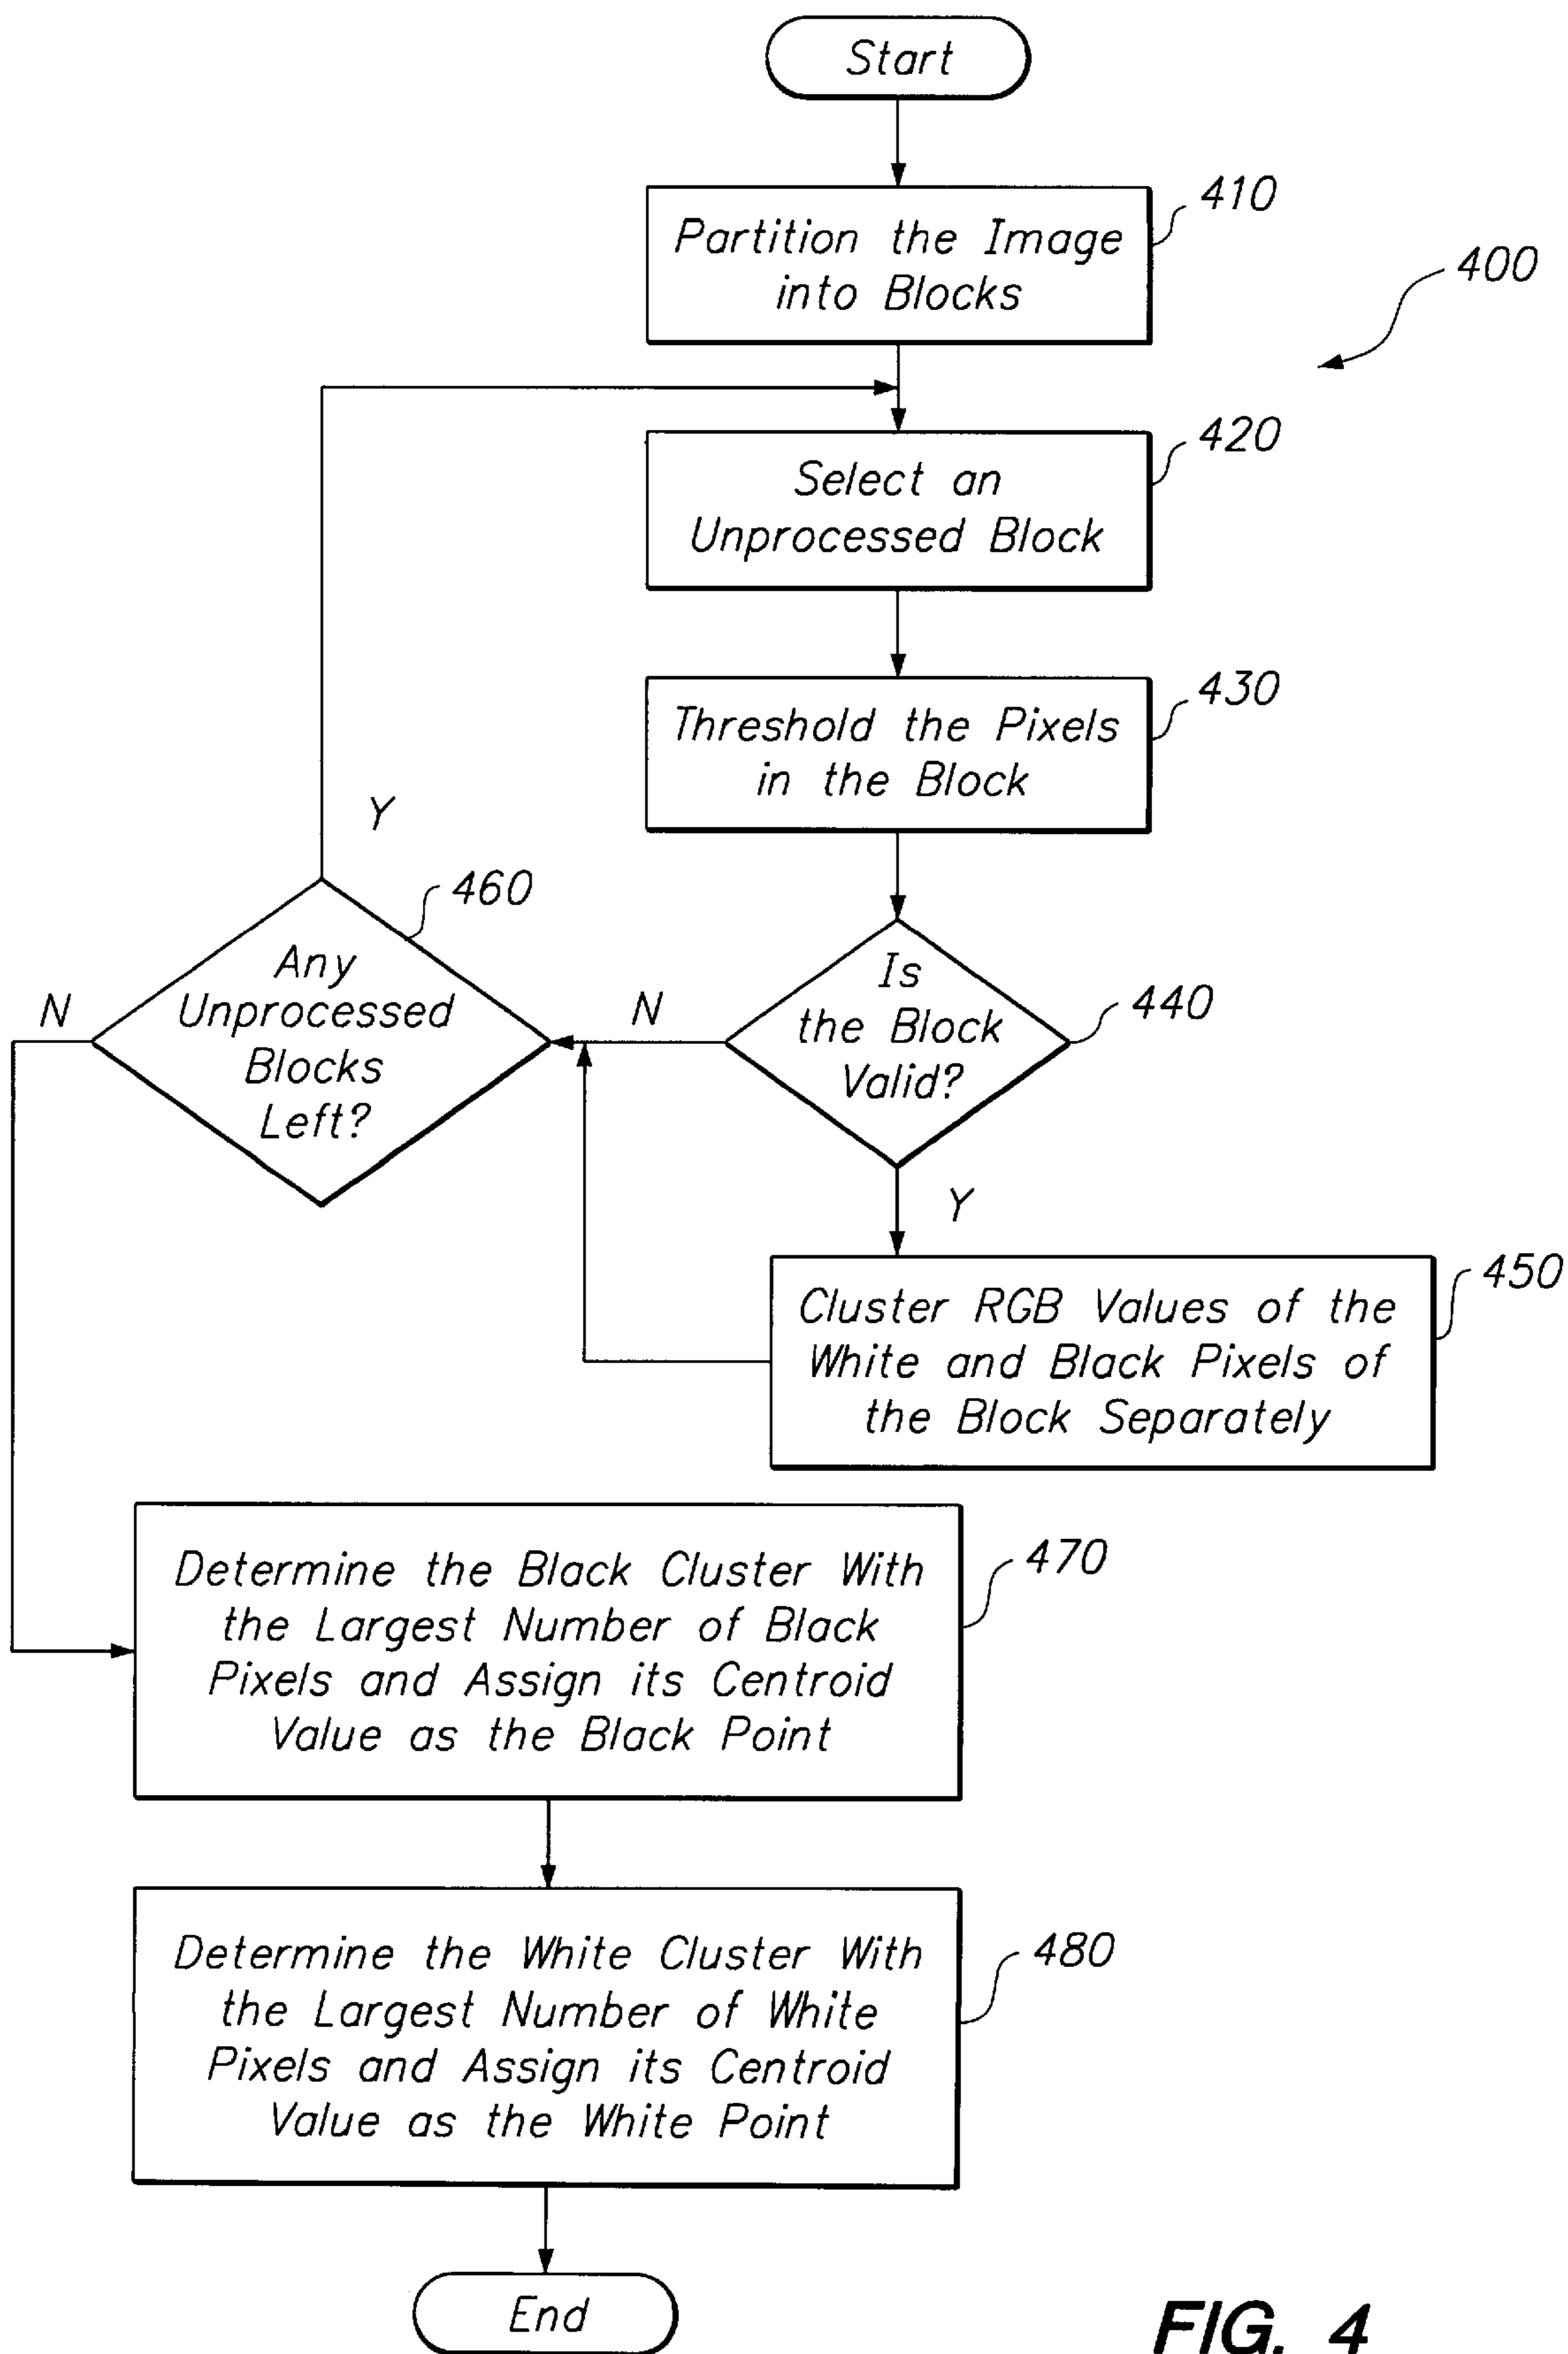 Start
Partition the Image
into Blocks
410
400
Select an
Unprocessed Block
420
Threshold the Pixels
in the Block
430
Y
460
Any
Unprocessed
Blocks
Left?
N
N
Is
the Block
Valid?
440
Y
Cluster RGB Values of the
White and Black Pixels of
the Block Separately
450
Determine the Black Cluster With
the Largest Number of Black
Pixels and Assign its Centroid
Value as the Black Point
470
Determine the White Cluster With
the Largest Number of White
Pixels and Assign its Centroid
Value as the White Point
480
End
FIG. 4